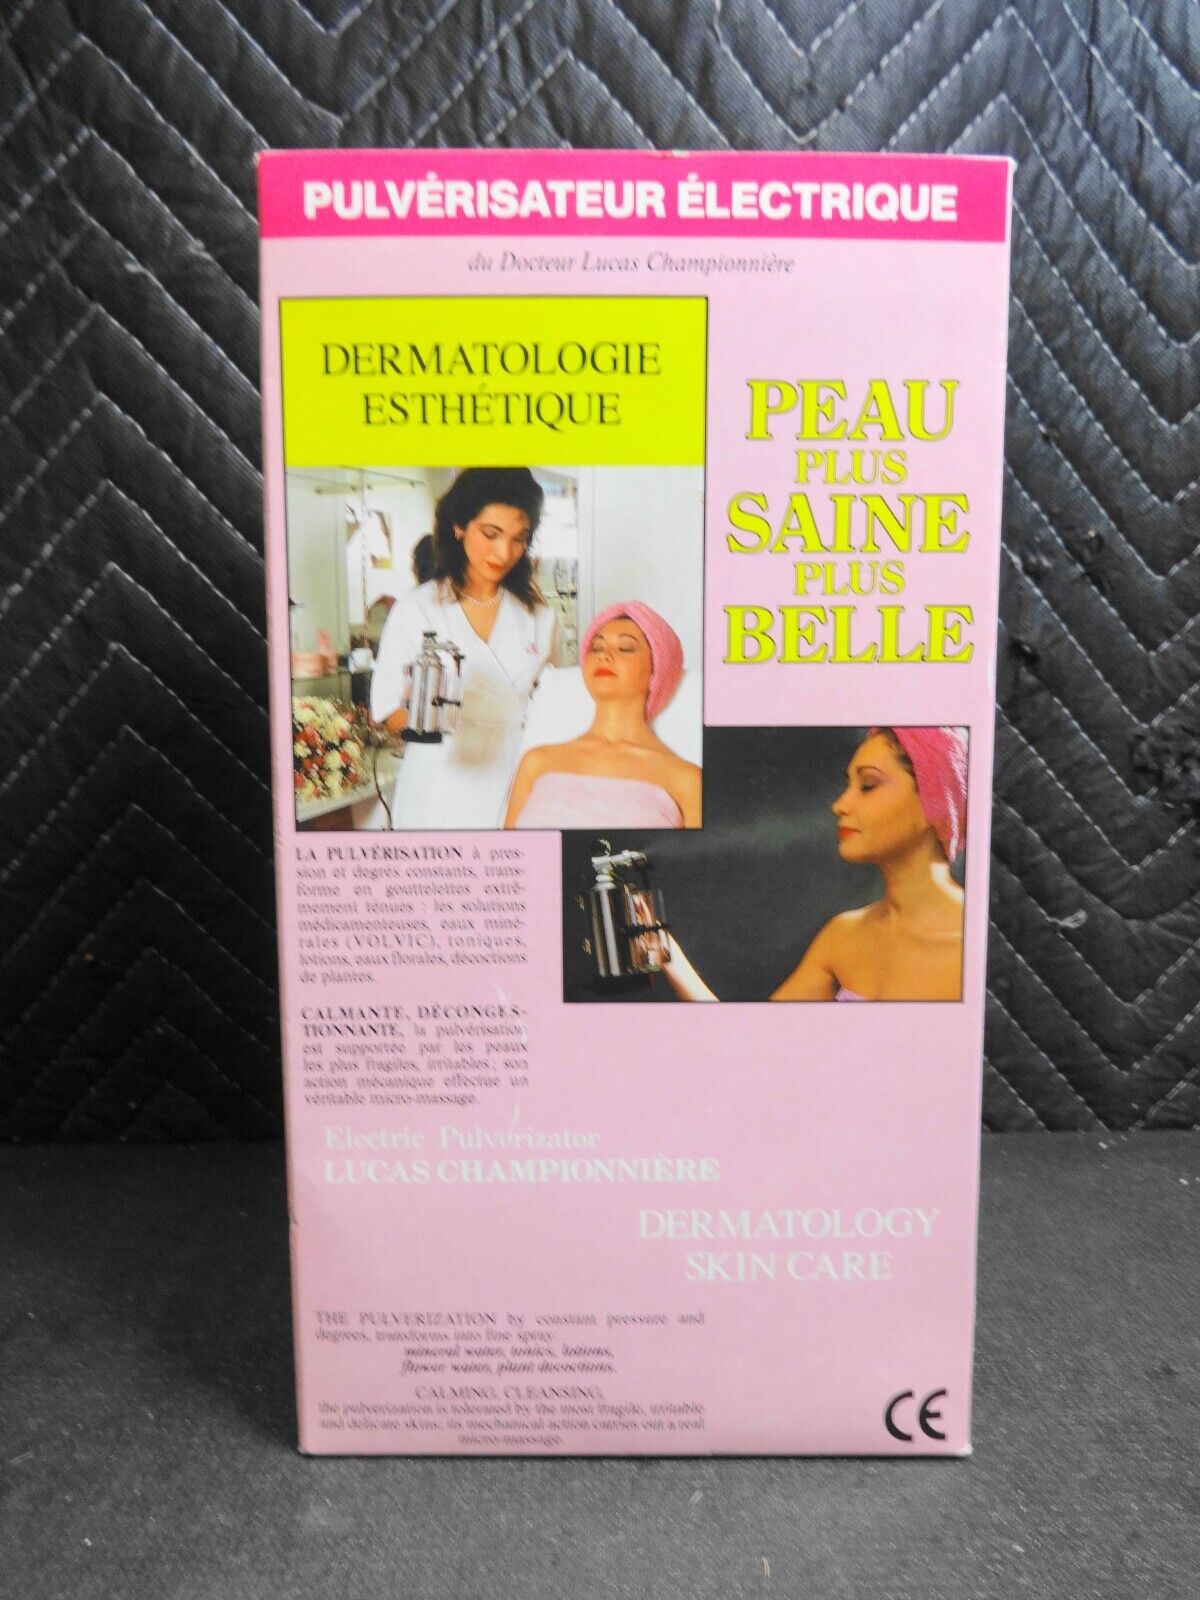 PULVÉRISATEUR ÉLECTRIQUE
du Docteur Lucas Championnière
DERMATOLOGIE
ESTHÉTIQUE
PEAU
PLUS
SAINE
PLUS
BELLE
LA PULVÉRISATION à pres-
sion et degrés constants, trans-
forme en gouttelettes extrê-
mement ténues : les solutions
médicamenteuses, eaux miné-
rales (VOLVIC), toniques,
lotions, eaux florales, décoctions
de plantes.
CALMANTE, DÉCONGES-
TIONNANTE, la pulvérisation
est supportée par les peaux
les plus fragiles, irritables ; son
action mécanique effectue un
véritable micro-massage.
Electric Pulverizator
LUCAS CHAMPIONNIÈRE
DERMATOLOGY
SKIN CARE
THE PULVERIZATION by constant pressure and
degrees, transforms into fine spray:
mineral water, tonics, lotions,
flower water, plant decoctions.
CALMING, CLEANSING,
the pulverization is tolerated by the most fragile, irritable
and delicate skins; its mechanical action carries out a real
micro-massage.
CE